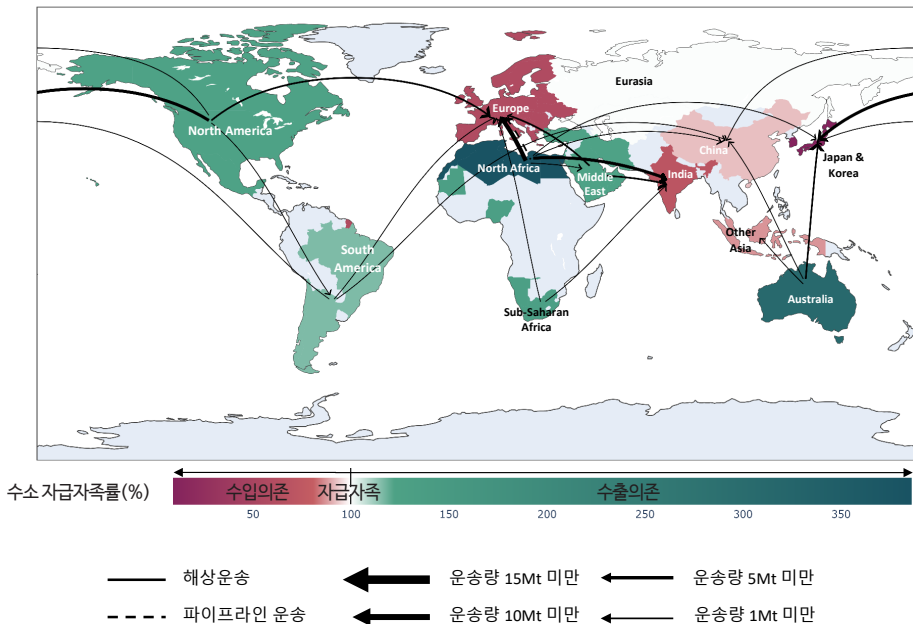 Eurasia
Europe
North America
China
North Africa
Middle
East
India
Japan &
Korea
South
America
Other
Asia
Sub-Saharan
Africa
Australia
수소 자급자족률(%)
수입의존
자급자족
수출의존
50
100
150
200
250
300
350
해상운송
운송량 15Mt 미만
운송량 5Mt 미만
파이프라인 운송
운송량 10Mt 미만
운송량 1Mt 미만